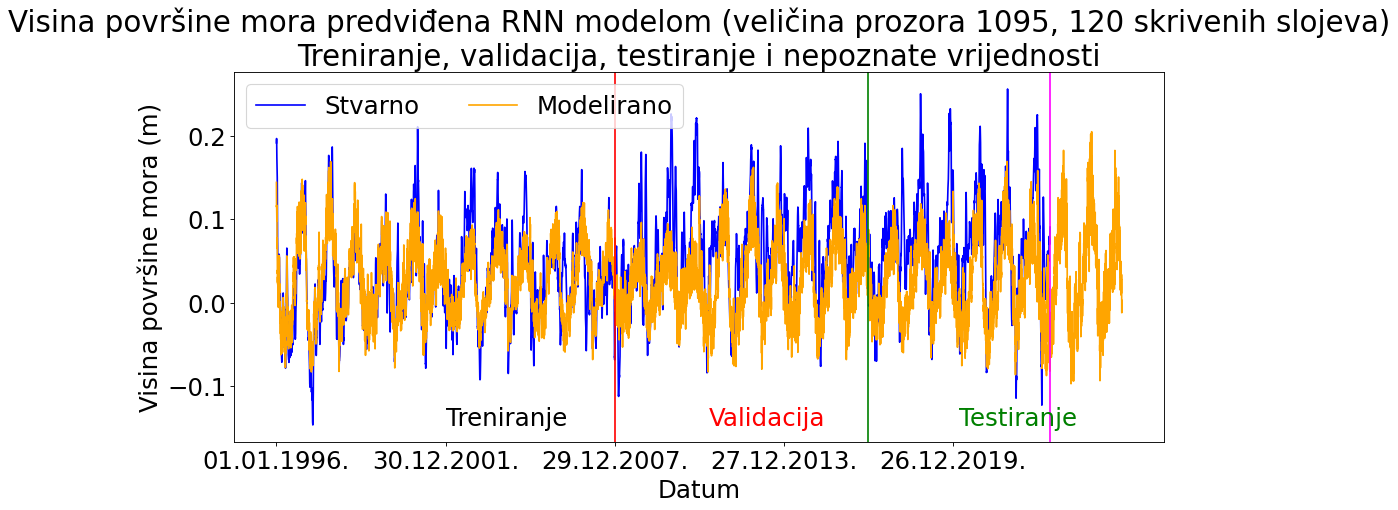 Visina površine mora predviđena RNN modelom (veličina prozora 1095, 120 skrivenih slojeva)
Treniranje, validacija, testiranje i nepoznate vrijednosti
Stvarno
Modelirano
Visina površine mora (m)
0.2
0.1
0.0
−0.1
Treniranje
Validacija
Testiranje
01.01.1996.
30.12.2001.
29.12.2007.
27.12.2013.
26.12.2019.
Datum